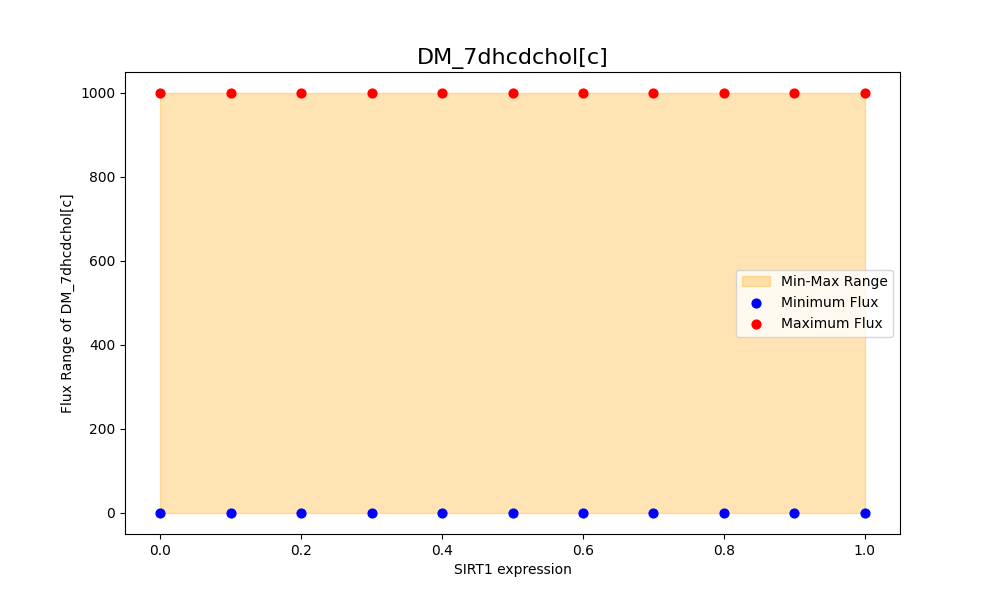 DM_7dhcdchol[c]
Flux Range of DM_7dhcdchol[c]
1000
800
600
400
200
0
Min-Max Range
Minimum Flux
Maximum Flux
0.0 0.2 0.4 0.6 0.8 1.0
SIRT1 expression